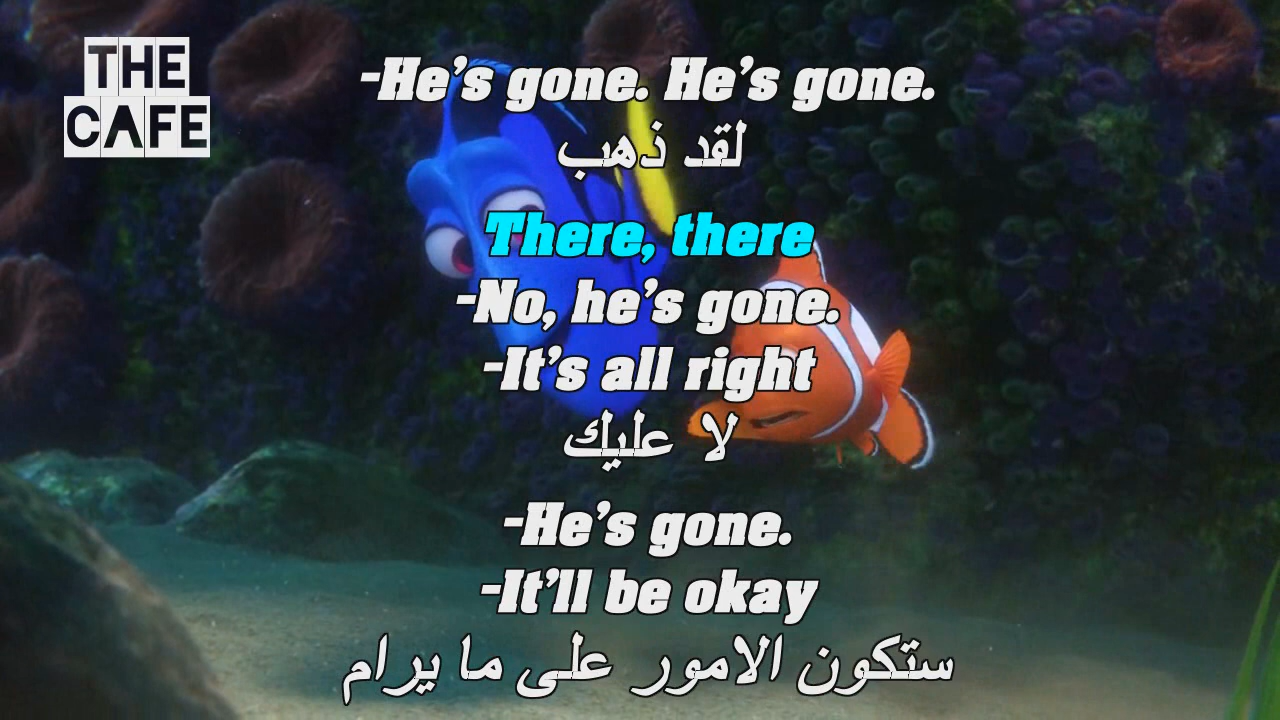 THE
CAFE
-He's gone. He's gone.
لقد ذهب
There, there
-No, he's gone.
-It's all right
لا عليك
-He's gone.
-It'll be okay
ستكون الامور على ما يرام